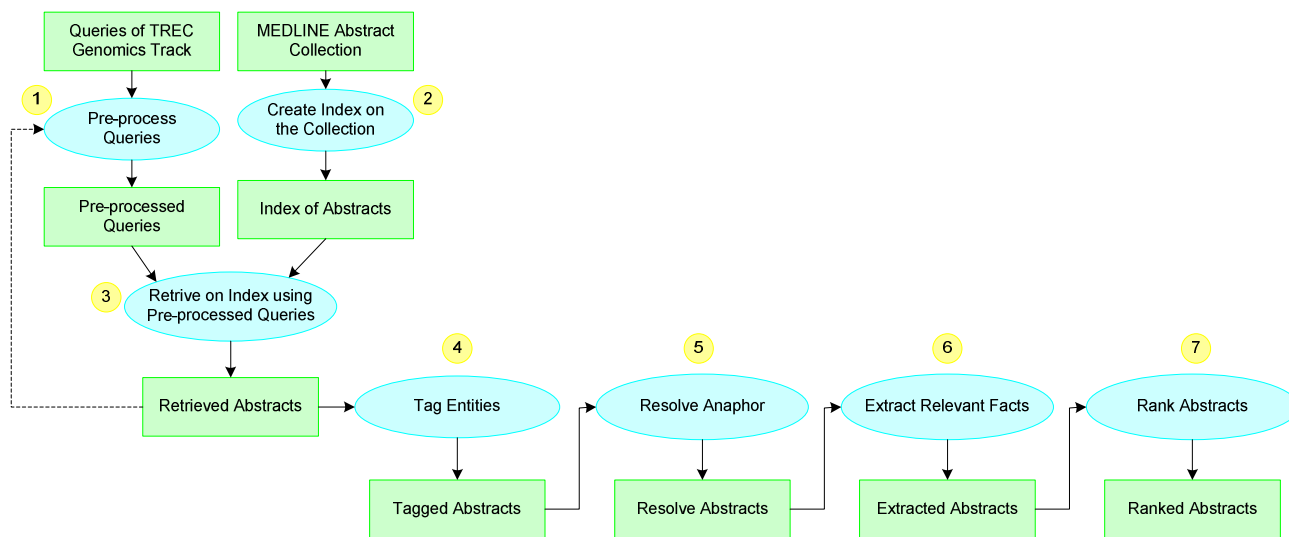 Queries of TREC
Genomics Track
MEDLINE Abstract
Collection
1
Pre-process
Queries
2
Create Index on
the Collection
Pre-processed
Queries
Index of Abstracts
3
Retrive on Index using
Pre-processed Queries
4
5
6
7
Retrieved Abstracts
Tag Entities
Resolve Anaphor
Extract Relevant Facts
Rank Abstracts
Tagged Abstracts
Resolve Abstracts
Extracted Abstracts
Ranked Abstracts